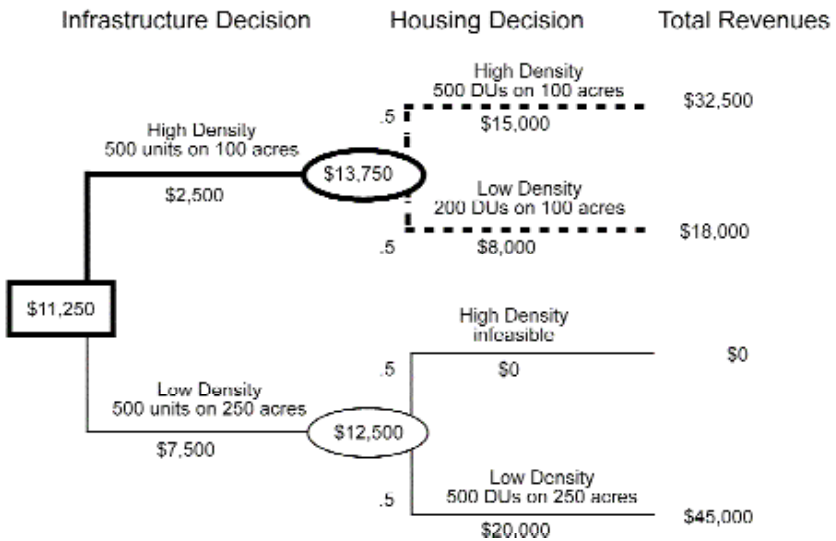 Infrastructure Decision Housing Decision Total Revenues
High Density
500 DUs on 100 acres
$32,500
.5
$15,000
High Density
500 units on 100 acres
$13,750
$2,500
Low Density
200 DUs on 100 acres
$18,000
.5
$8,000
$11,250
High Density
infeasible
$0
.5
$0
Low Density
500 units on 250 acres
$12,500
$7,500
Low Density
500 DUs on 250 acres
.5
$45,000
$20,000